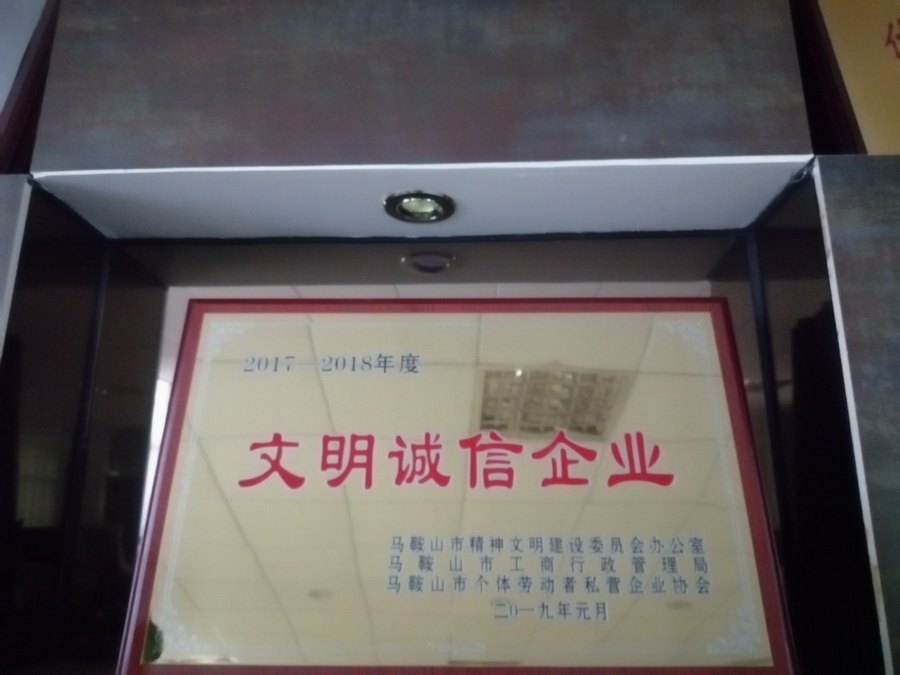 2017—2018年度
文明诚信企业
马鞍山市精神文明建设委员会办公室
马鞍山市工商行政管理局
马鞍山市个体劳动者私营企业协会
二〇一九年元月